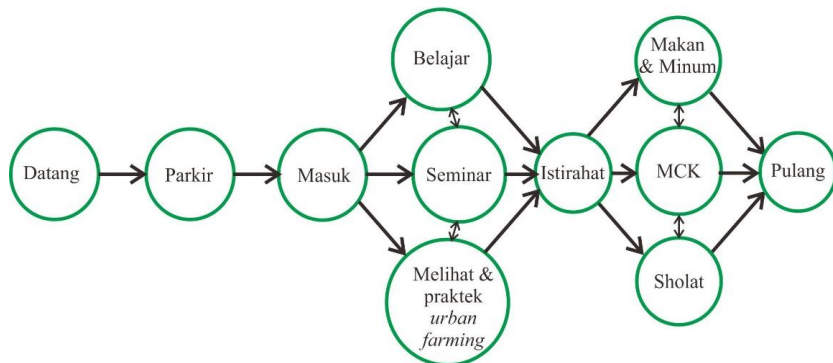 Datang
Parkir
Masuk
Belajar
Seminar
Melihat &
praktek
urban
farming
Istirahat
Makan
& Minum
MCK
Sholat
Pulang